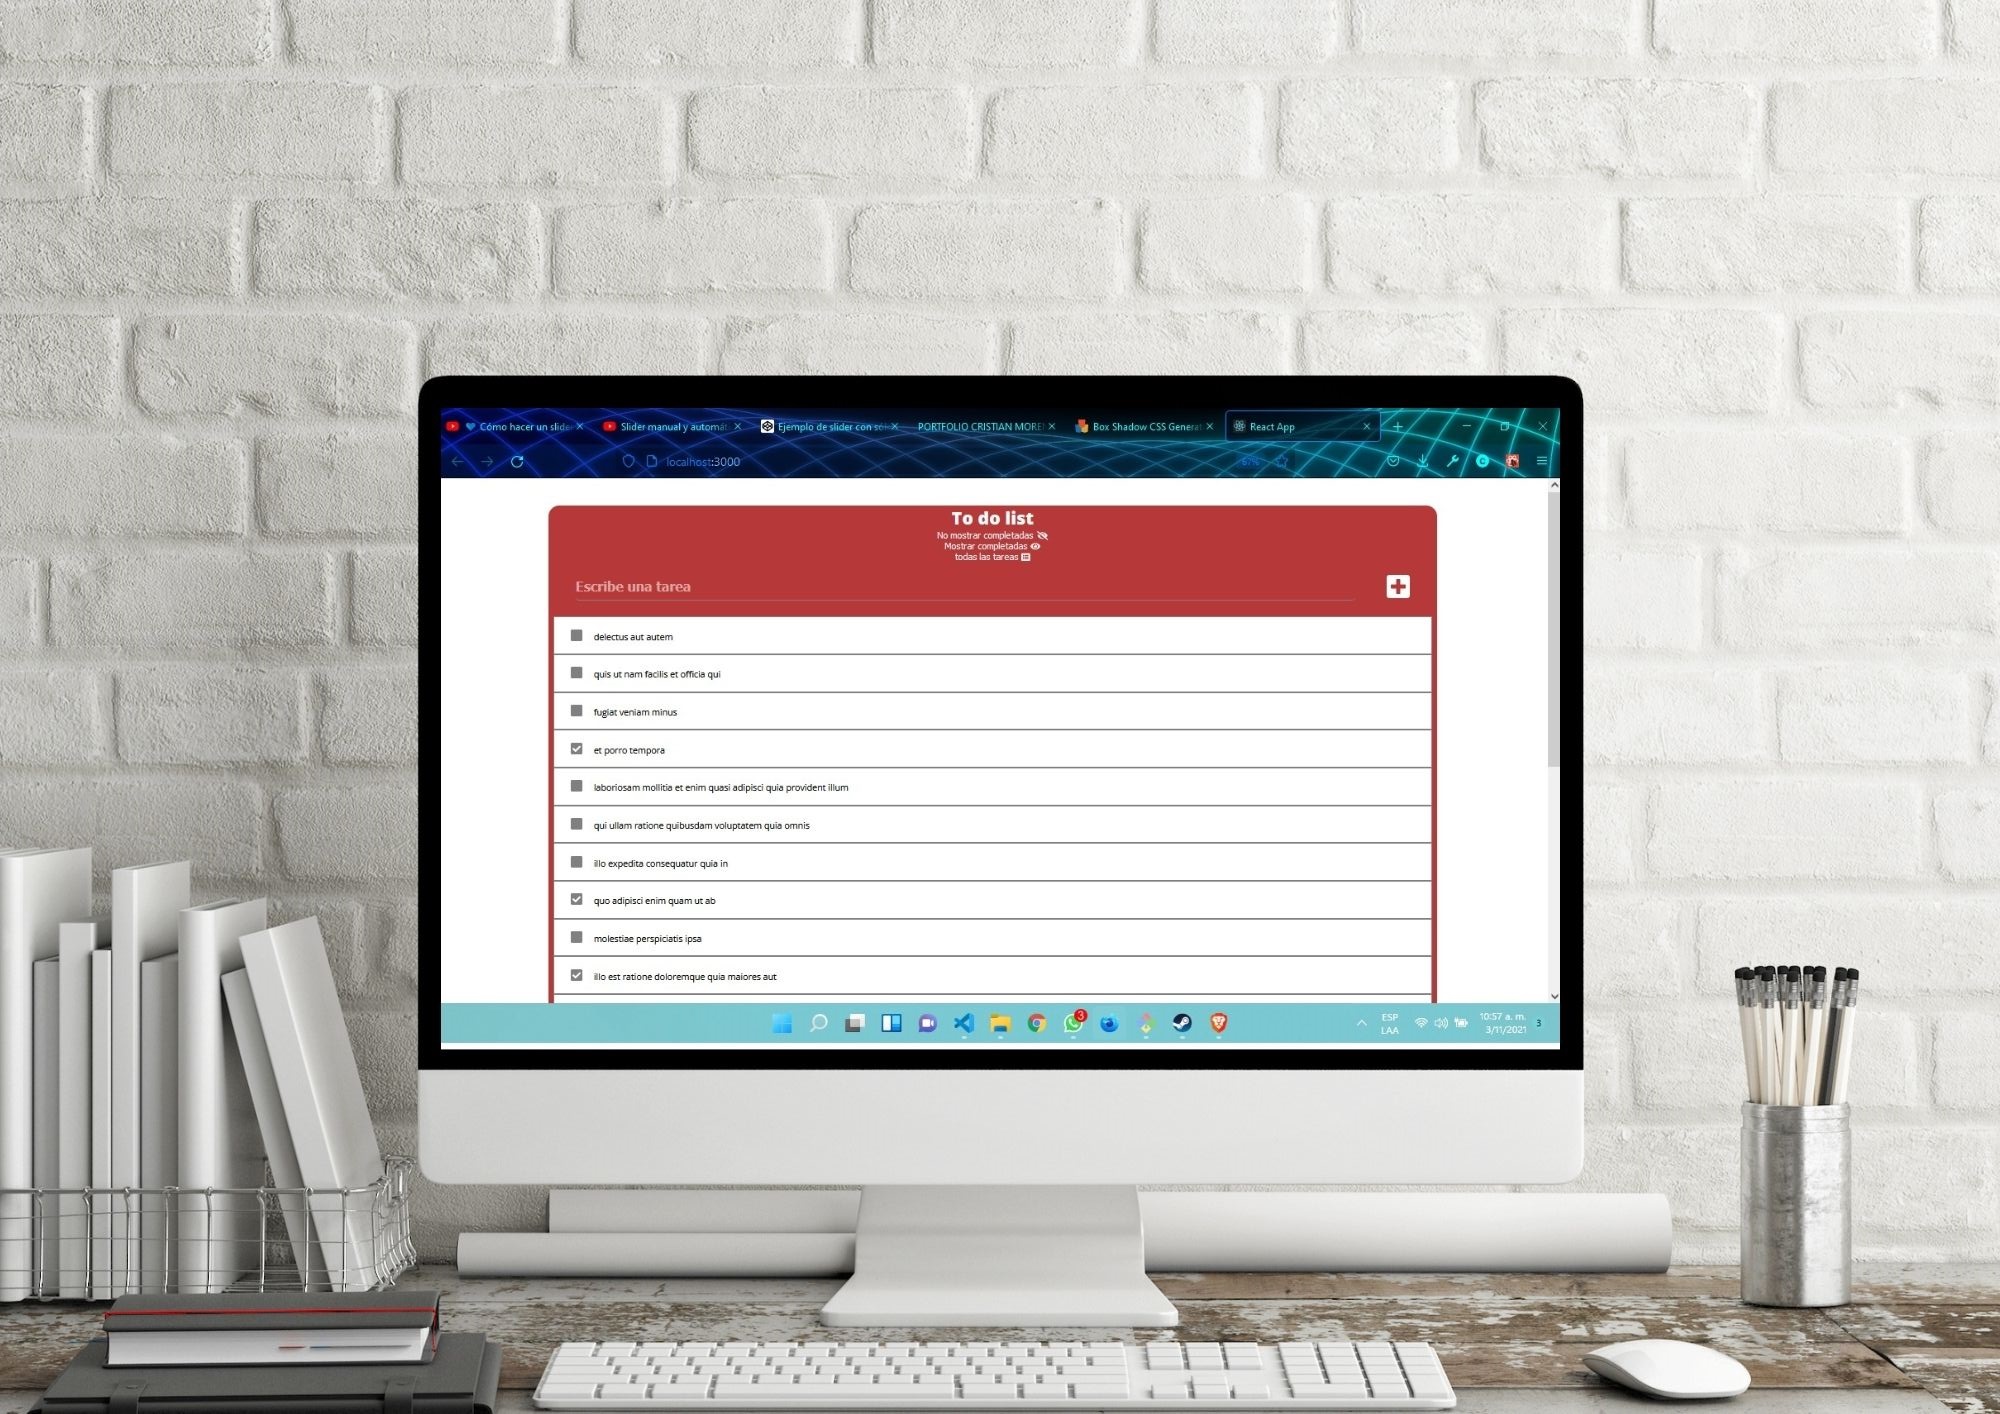 Cómo hacer un slide
Slider manual y automát
Ejemplo de slider con sól
PORTFOLIO CRISTIAN MORE
Box Shadow CSS Generat
React App
localhost:3000
67%
To do list
No mostrar completadas
Mostrar completadas
todas las tareas
Escribe una tarea
delectus aut autem
quis ut nam facilis et officia qui
fugiat veniam minus
et porro tempora
laboriosam mollitia et enim quasi adipisci quia provident illum
qui ullam ratione quibusdam voluptatem quia omnis
illo expedita consequatur quia in
quo adipisci enim quam ut ab
molestiae perspiciatis ipsa
illo est ratione doloremque quia maiores aut
3
ESP
LAA
10:57 a. m.
3/11/2021
3